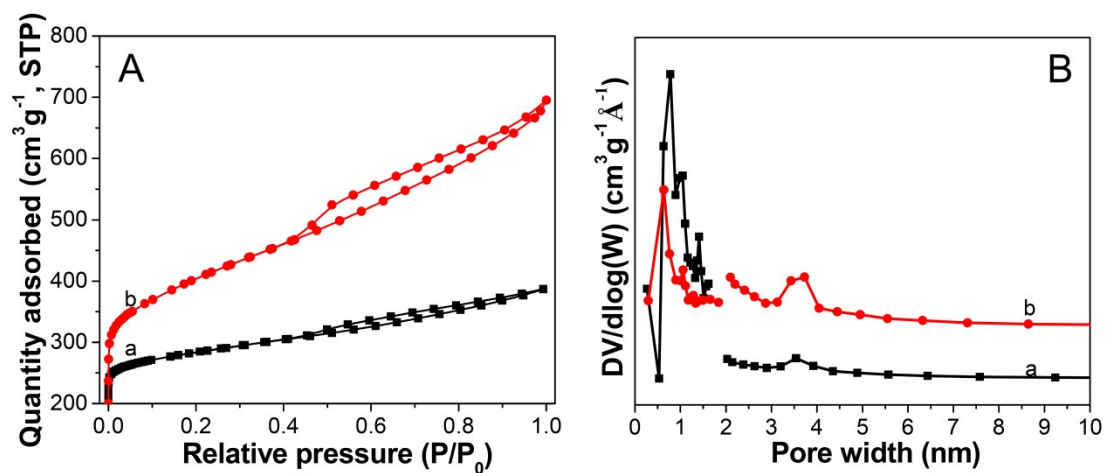 A
Quantity adsorbed (cm³g⁻¹, STP)
800
700
600
500
400
300
200
b
a
0.0 0.2 0.4 0.6 0.8 1.0
Relative pressure (P/P₀)
B
DV/dlog(W) (cm³g⁻¹Å⁻¹)
b
a
0 1 2 3 4 5 6 7 8 9 10
Pore width (nm)